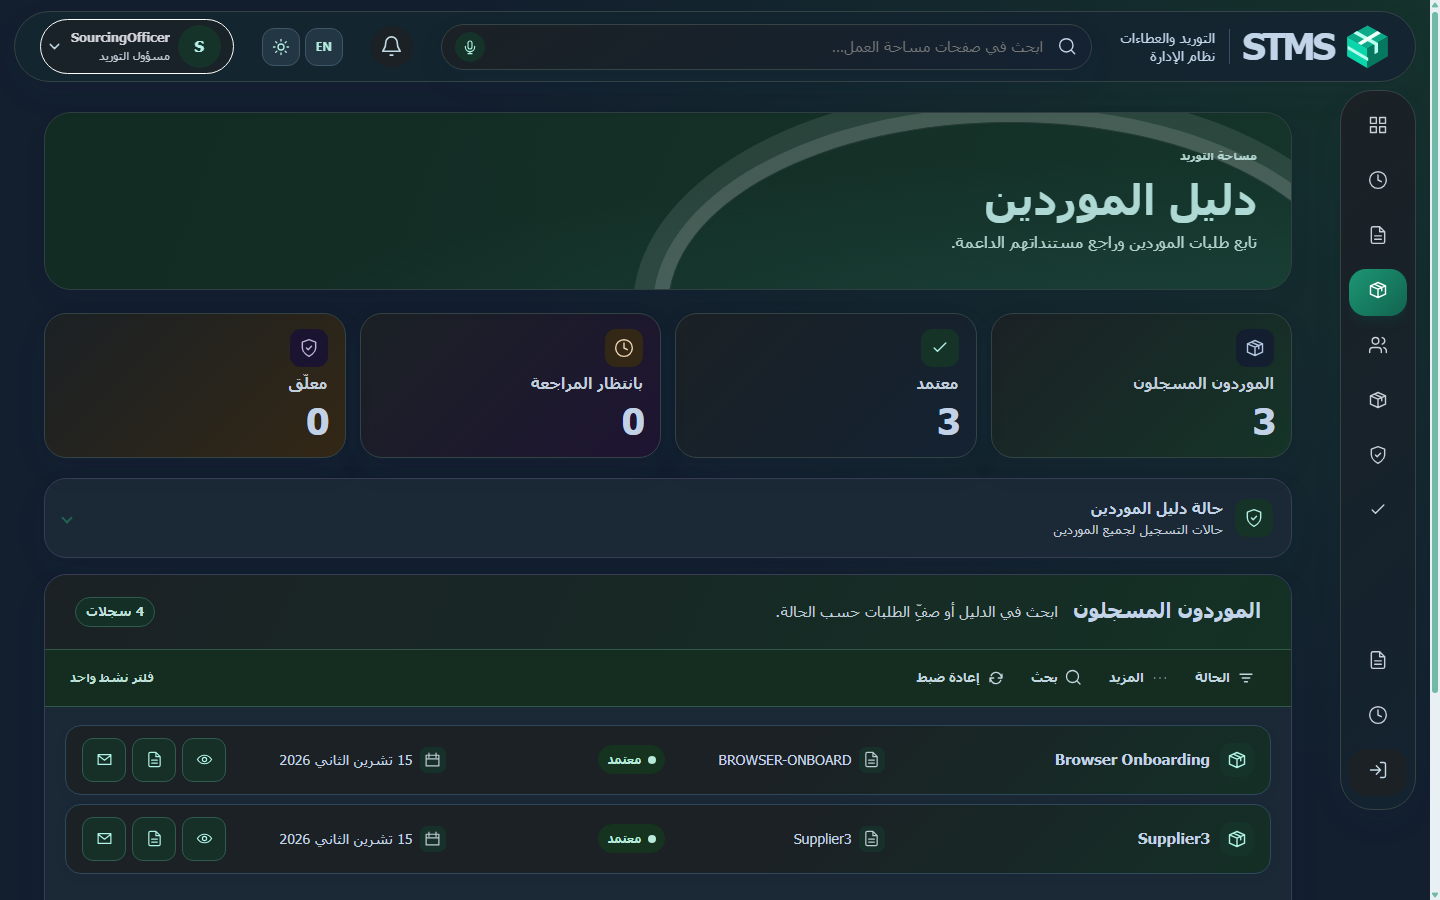 STMS
التوريد والعطاءات
نظام الإدارة
ابحث في صفحات مساحة العمل...
EN
S
SourcingOfficer
مسؤول التوريد
مساحة التوريد
دليل الموردين
تابع طلبات الموردين وراجع مستنداتهم الداعمة.
الموردون المسجلون
3
معتمد
3
بانتظار المراجعة
0
معلّق
0
حالة دليل الموردين
حالات التسجيل لجميع الموردين
الموردون المسجلون
ابحث في الدليل أو صفِّ الطلبات حسب الحالة.
4 سجلات
الحالة
المزيد
بحث
إعادة ضبط
فلتر نشط واحد
Browser Onboarding
BROWSER-ONBOARD
معتمد
15 تشرين الثاني 2026
Supplier3
Supplier3
معتمد
15 تشرين الثاني 2026